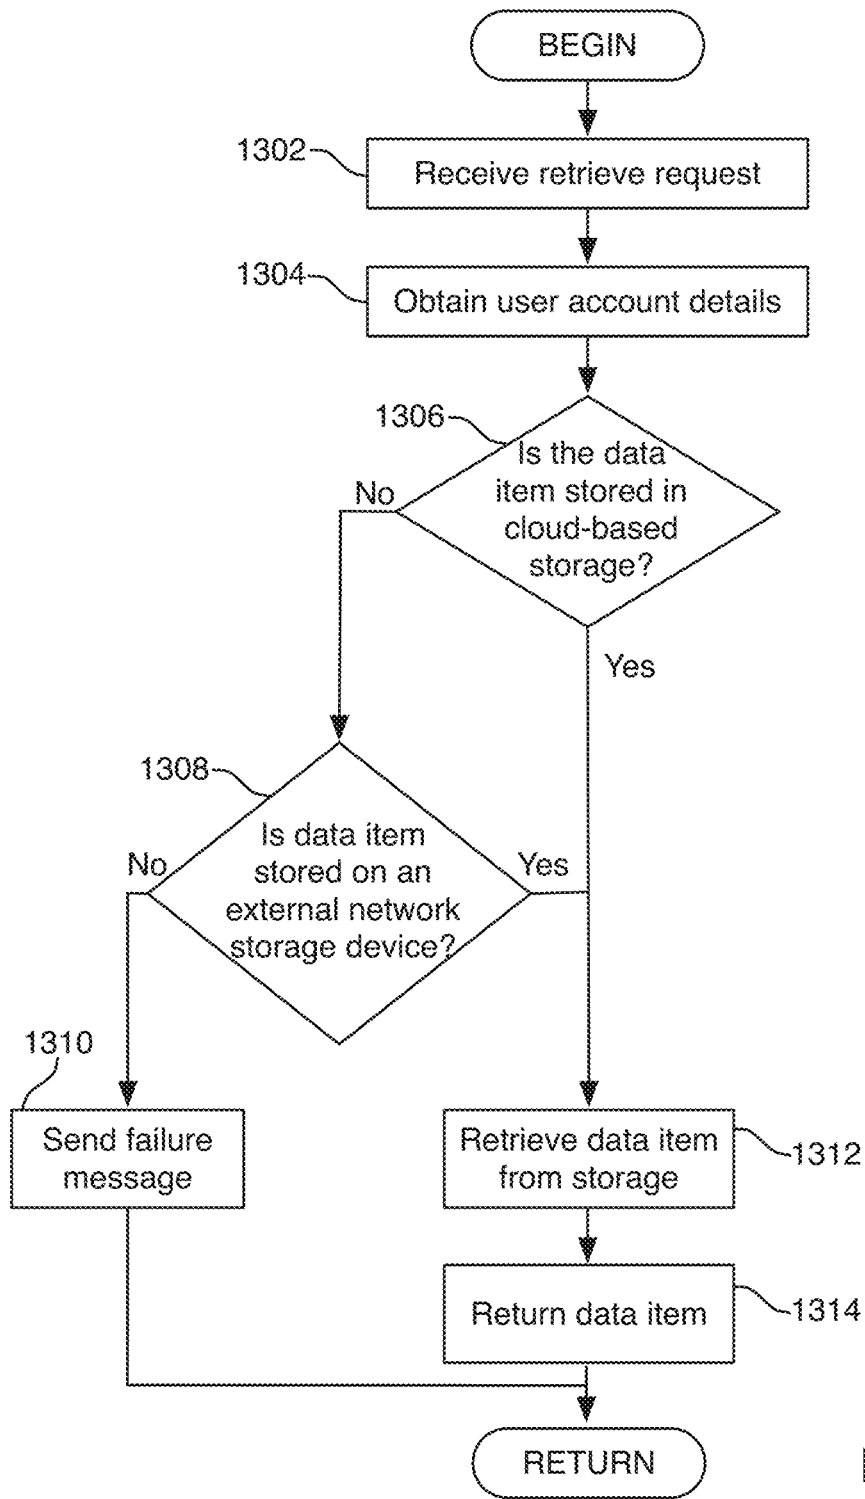 BEGIN
1302
Receive retrieve request
1304
Obtain user account details
1306
Is the data
item stored in
cloud-based
storage?
No
Yes
1308
Is data item
stored on an
external network
storage device?
No
Yes
1310
Send failure
message
Retrieve data item
from storage
1312
Return data item
1314
RETURN